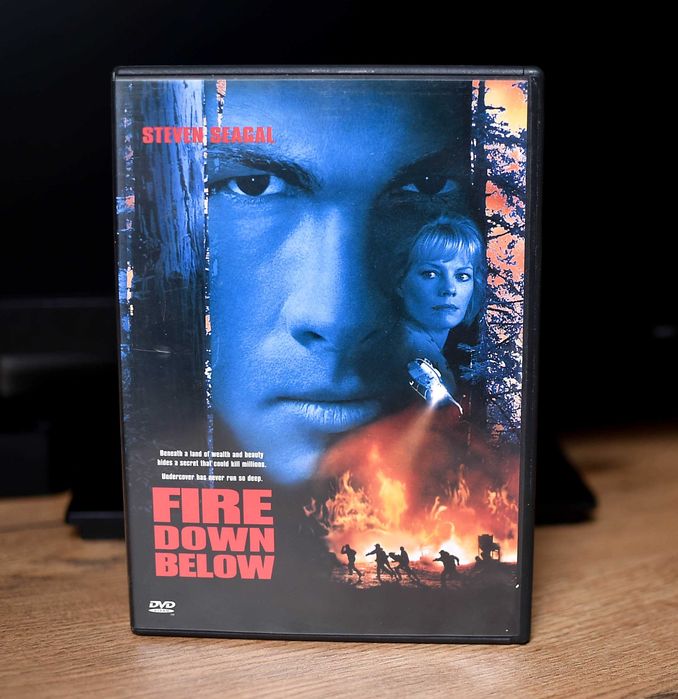 STEVEN SEAGAL
Beneath a land of wealth and beauty
hides a secret that could kill millions.
Undercover has never run so deep.
FIRE
DOWN
BELOW
DVD